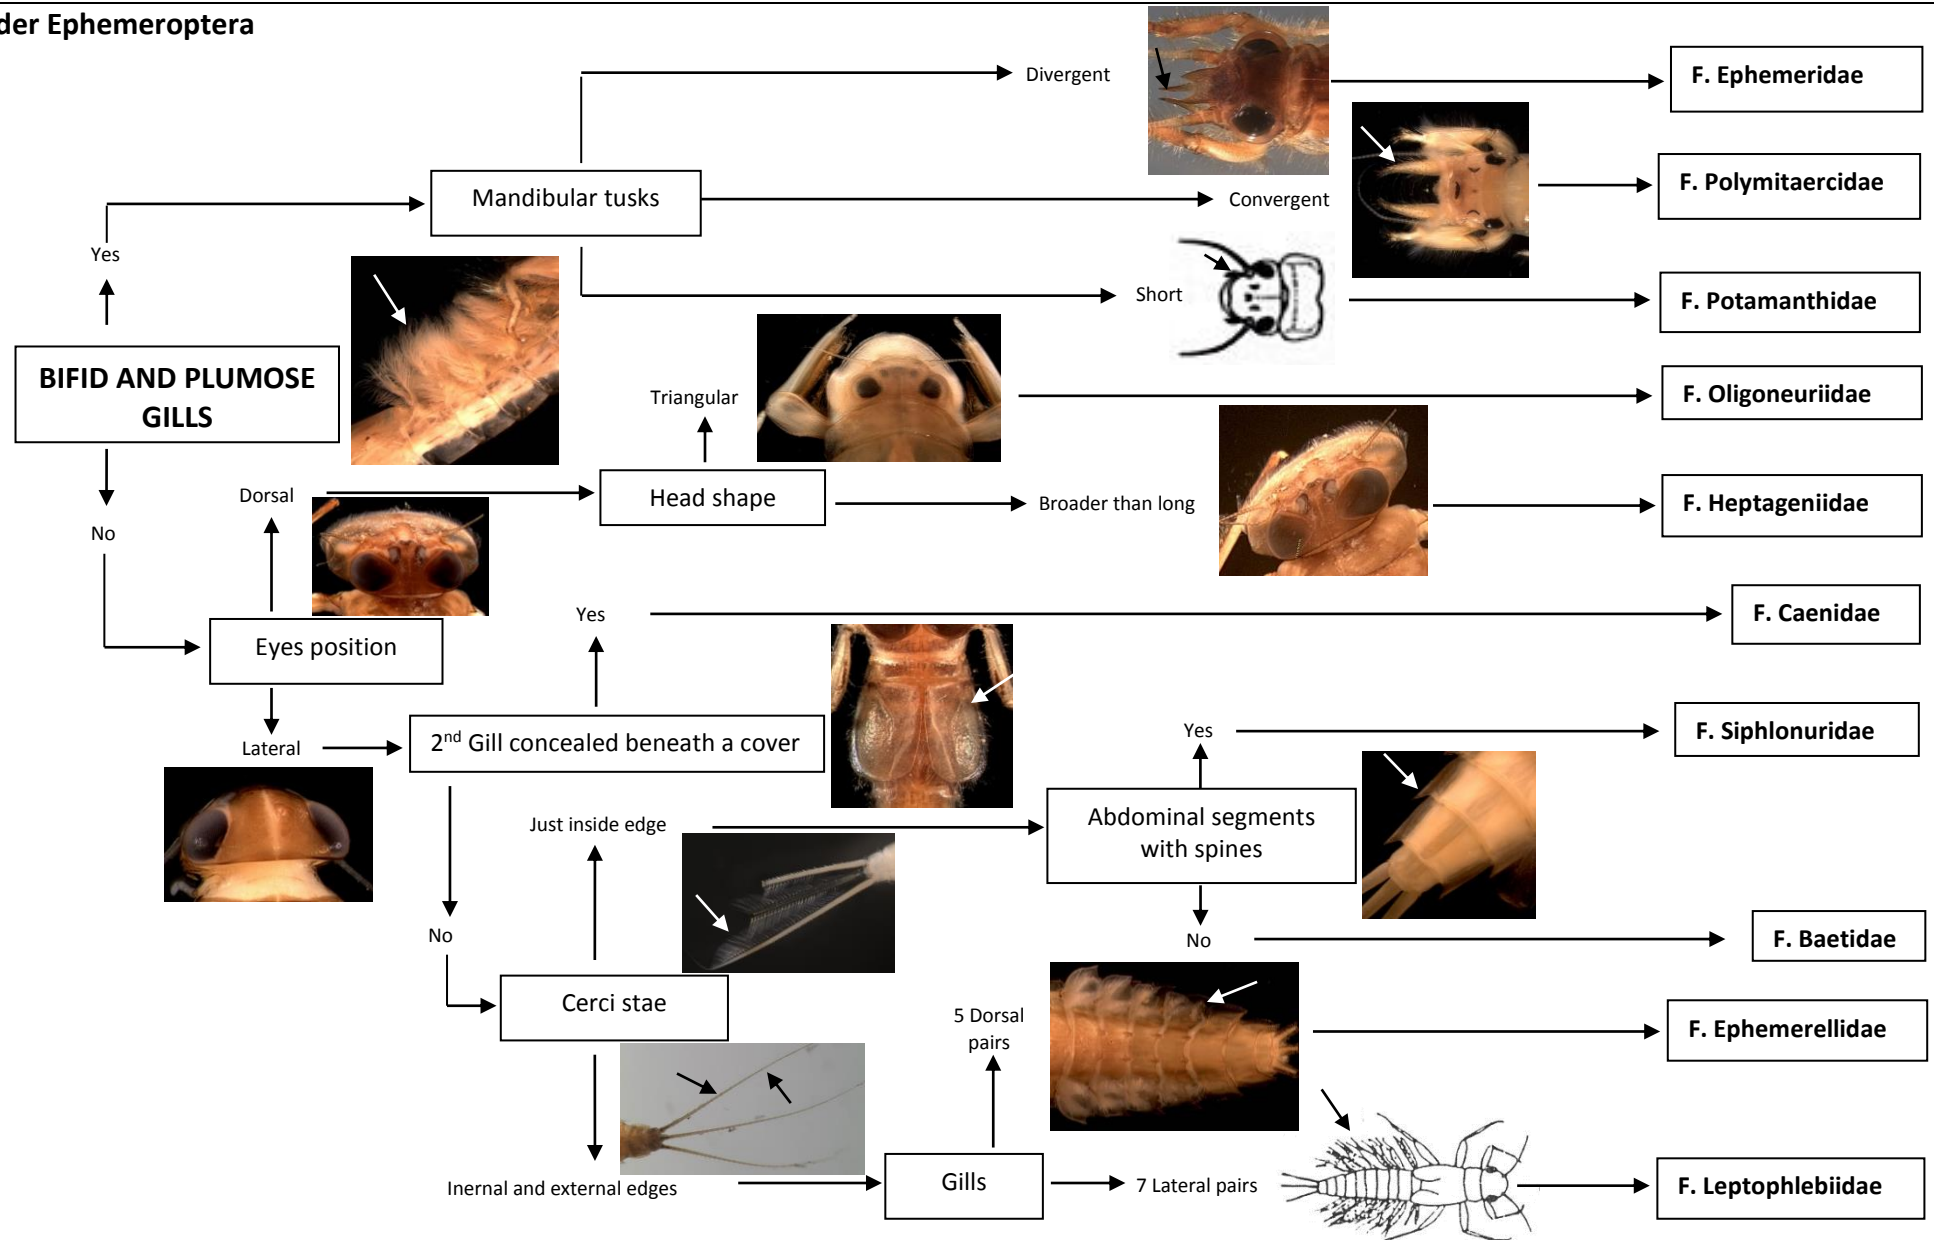 der Ephemeroptera
Divergent
F. Ephemeridae
Mandibular tusks
Convergent
F. Polymitaercidae
Yes
Short
F. Potamanthidae
BIFID AND PLUMOSE
GILLS
Triangular
F. Oligoneuriidae
Dorsal
Head shape
Broader than long
F. Heptageniidae
No
Eyes position
Yes
F. Caenidae
Lateral
2nd Gill concealed beneath a cover
Yes
F. Siphlonuridae
Just inside edge
Abdominal segments
with spines
No
No
F. Baetidae
Cerci stae
5 Dorsal
pairs
F. Ephemerellidae
Inernal and external edges
Gills
7 Lateral pairs
F. Leptophlebiidae